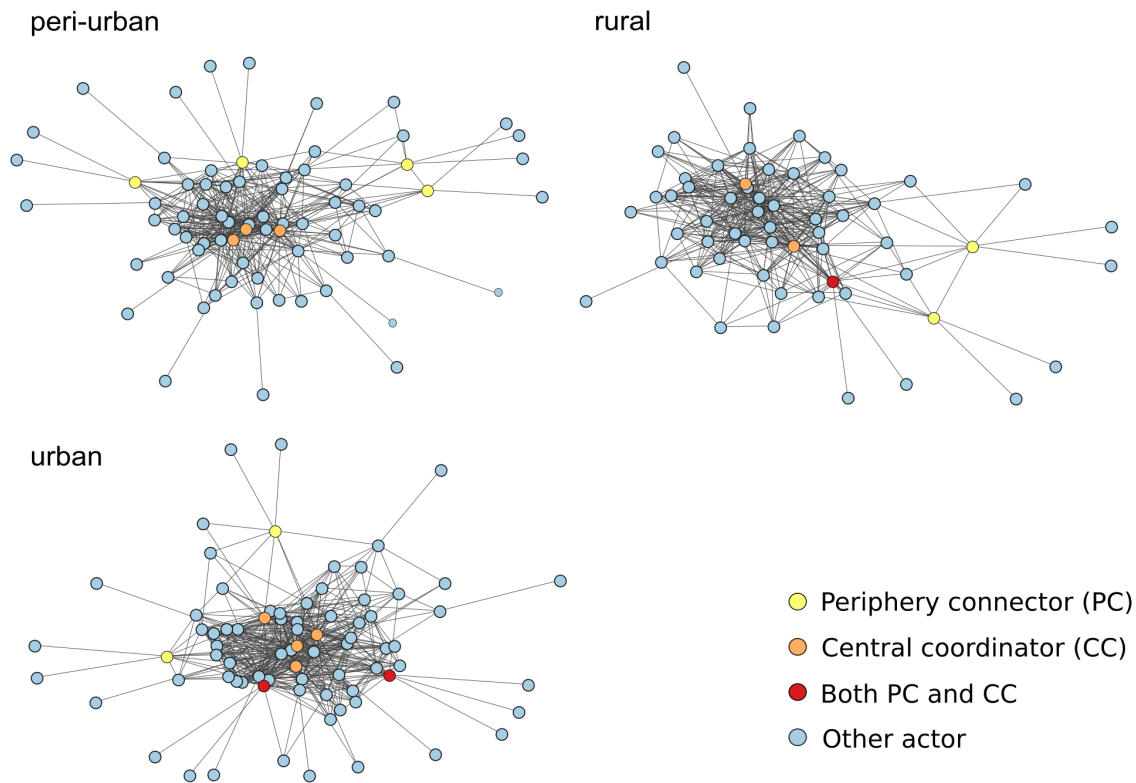 peri-urban
rural
urban
Periphery connector (PC)
Central coordinator (CC)
Both PC and CC
Other actor